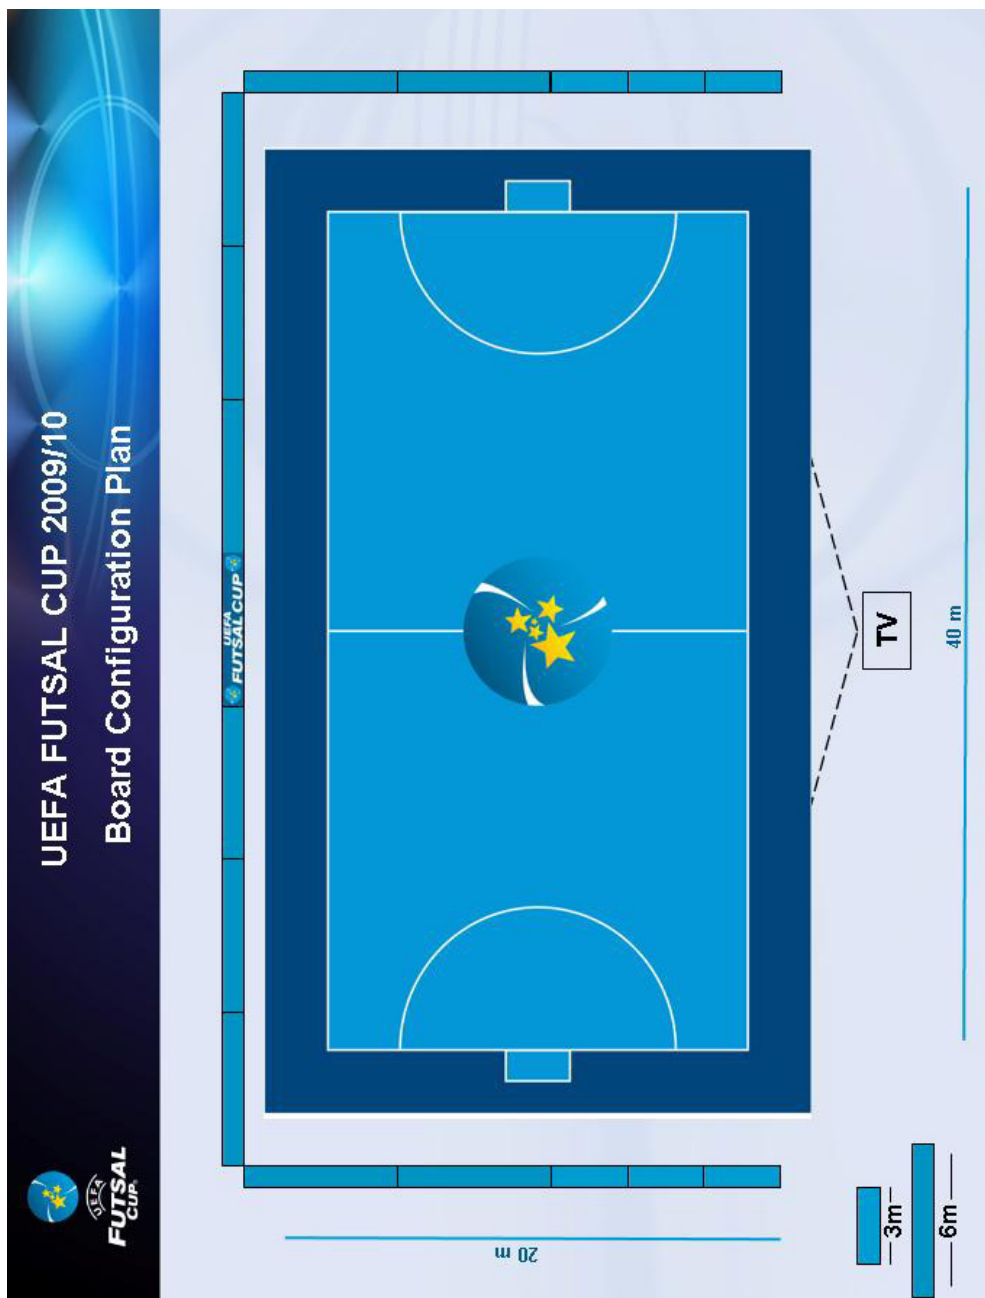 UEFA FUTSAL CUP 2009/10
Board Configuration Plan
UEFA
FUTSAL
CUP®
UEFA
FUTSAL CUP
TV
40 m
20 m
3m
6m